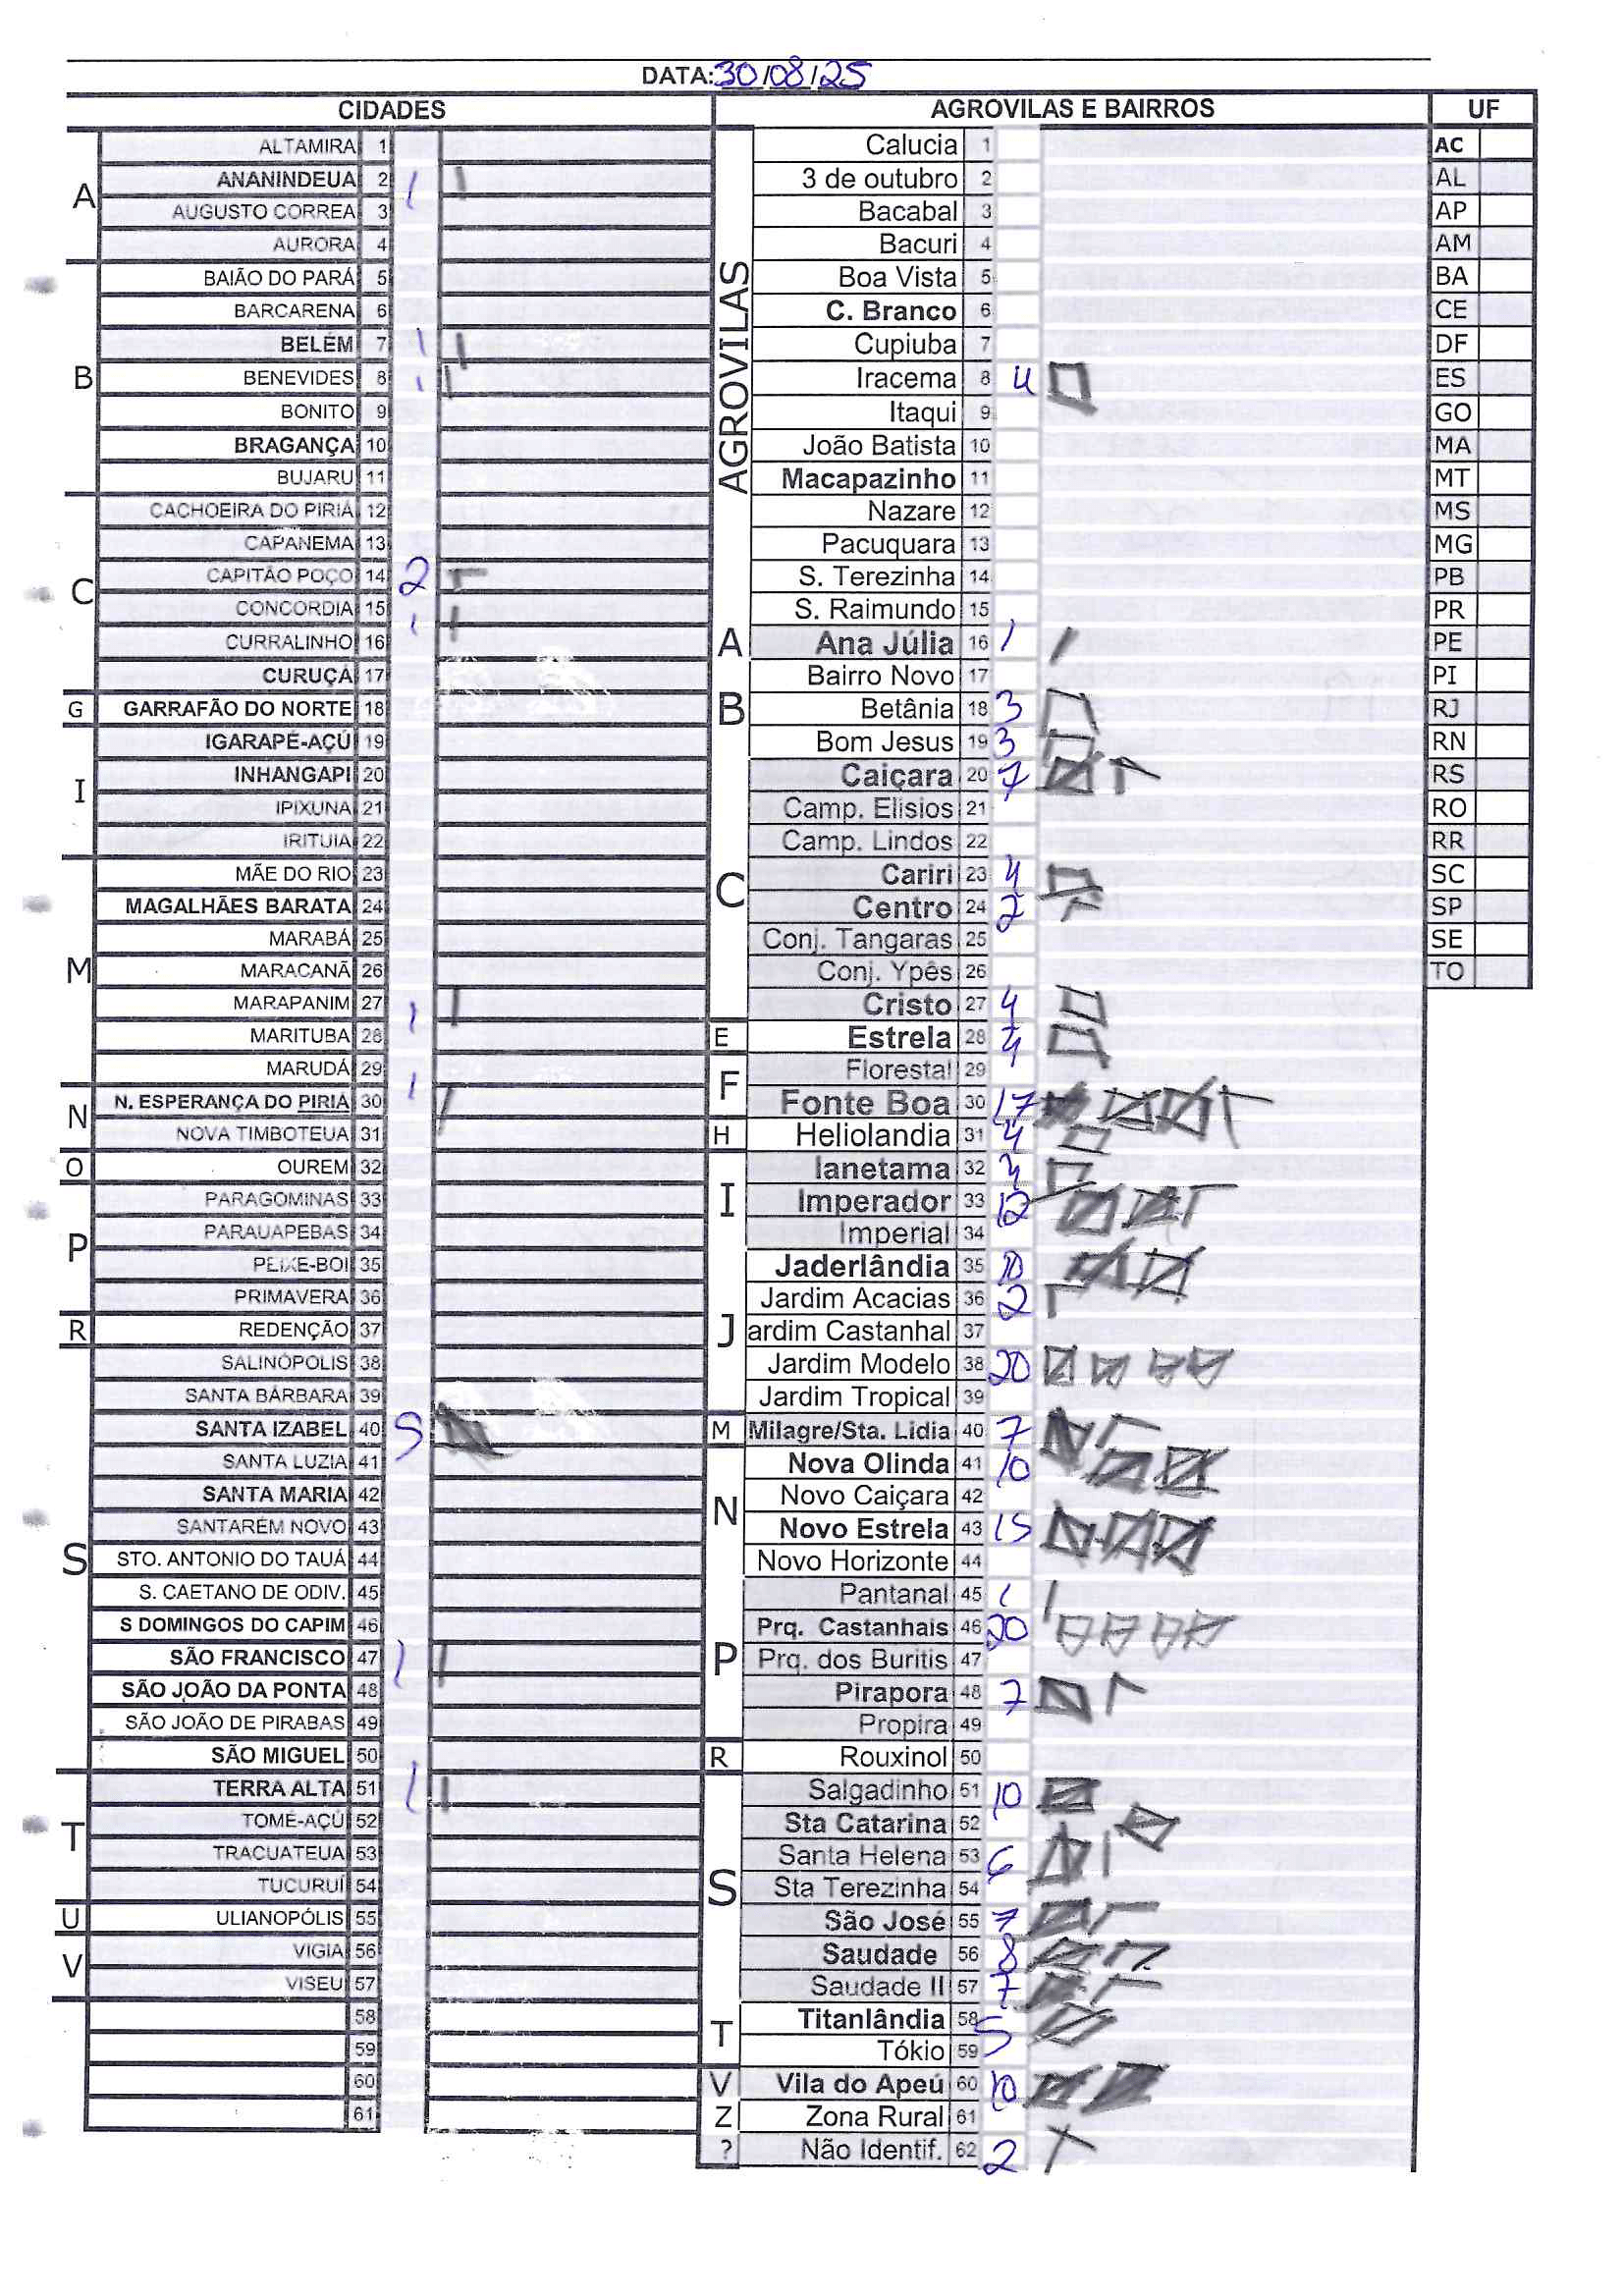 DATA: 30/08/25
CIDADES
A
ALTAMIRA 1
ANANINDEUA 2 1
AUGUSTO CORREA 3
AURORA 4
B
BAIÃO DO PARÁ 5
BARCARENA 6
BELÉM 7 1
BENEVIDES 8 1
BONITO 9
BRAGANÇA 10
BUJARU 11
C
CACHOEIRA DO PIRIÁ 12
CAPANEMA 13
CAPITÃO POÇO 14 2
CONCORDIA 15 1
CURRALINHO 16
CURUÇÁ 17
G
GARRAFÃO DO NORTE 18
I
IGARAPÉ-AÇÚ 19
INHANGAPI 20
IPIXUNA 21
IRITUIA 22
M
MÃE DO RIO 23
MAGALHÃES BARATA 24
MARABÁ 25
MARACANÃ 26
MARAPANIM 27 1
MARITUBA 28
MARUDÁ 29
N
N. ESPERANÇA DO PIRIÁ 30 1
NOVA TIMBOTEUA 31
O
OUREM 32
P
PARAGOMINAS 33
PARAUAPEBAS 34
PEIXE-BOI 35
PRIMAVERA 36
R
REDENÇÃO 37
S
SALINÓPOLIS 38
SANTA BÁRBARA 39
SANTA IZABEL 40 5
SANTA LUZIA 41
SANTA MARIA 42
SANTARÉM NOVO 43
STO. ANTONIO DO TAUÁ 44
S. CAETANO DE ODIV. 45
S DOMINGOS DO CAPIM 46
SÃO FRANCISCO 47 1
SÃO JOÃO DA PONTA 48
SÃO JOÃO DE PIRABAS 49
SÃO MIGUEL 50
T
TERRA ALTA 51 1
TOMÉ-AÇÚ 52
TRACUATEUA 53
TUCURUÍ 54
U
ULIANOPÓLIS 55
V
VIGIA 56
VISEU 57
58
59
60
61
AGROVILAS E BAIRROS
AGROVILAS
Calucia 1
3 de outubro 2
Bacabal 3
Bacuri 4
Boa Vista 5
C. Branco 6
Cupiuba 7
Iracema 8 4
Itaqui 9
João Batista 10
Macapazinho 11
Nazare 12
Pacuquara 13
S. Terezinha 14
S. Raimundo 15
A
Ana Júlia 16 1
B
Bairro Novo 17
Betânia 18 3
Bom Jesus 19 3
C
Caiçara 20 7
Camp. Elisios 21
Camp. Lindos 22
Cariri 23 4
Centro 24 2
Conj. Tangaras 25
Conj. Ypês 26
Cristo 27 4
E
Estrela 28 4
F
Florestal 29
Fonte Boa 30 17
H
Heliolandia 31 4
I
Ianetama 32 3
Imperador 33 12
Imperial 34
J
Jaderlândia 35 10
Jardim Acacias 36 2
ardim Castanhal 37
Jardim Modelo 38 20
Jardim Tropical 39
M
Milagre/Sta. Lidia 40 7
N
Nova Olinda 41 10
Novo Caiçara 42
Novo Estrela 43 15
Novo Horizonte 44
P
Pantanal 45 1
Prq. Castanhais 46 20
Prq. dos Buritis 47
Pirapora 48 7
Propira 49
R
Rouxinol 50
S
Salgadinho 51 10
Sta Catarina 52
Santa Helena 53 6
Sta Terezinha 54
São José 55 7
Saudade 56 8
Saudade II 57 7
T
Titanlândia 58 5
Tókio 59
V
Vila do Apeú 60 10
Z
Zona Rural 61
?
Não Identif. 62 2
UF
AC
AL
AP
AM
BA
CE
DF
ES
GO
MA
MT
MS
MG
PB
PR
PE
PI
RJ
RN
RS
RO
RR
SC
SP
SE
TO